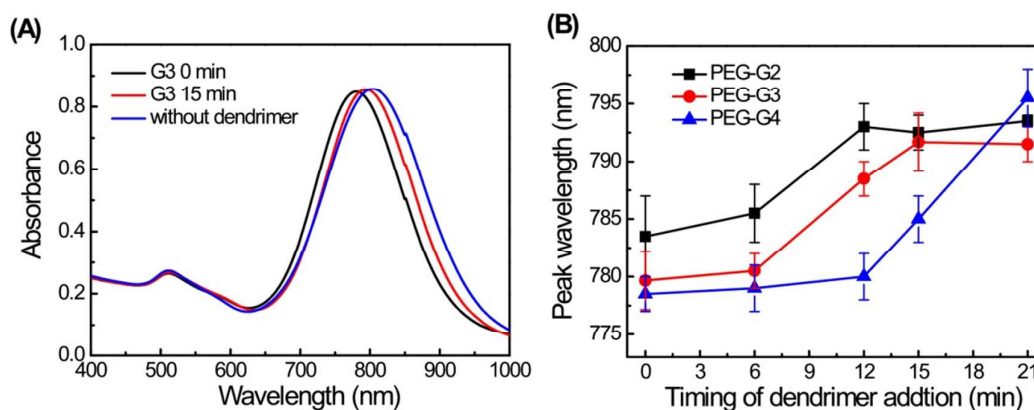 (A)
1.0
0.8
0.6
0.4
0.2
0.0
Absorbance
G3 0 min
G3 15 min
without dendrimer
400 500 600 700 800 900 1000
Wavelength (nm)
(B)
800
795
790
785
780
775
Peak wavelength (nm)
PEG-G2
PEG-G3
PEG-G4
0 3 6 9 12 15 18 21
Timing of dendrimer addtion (min)